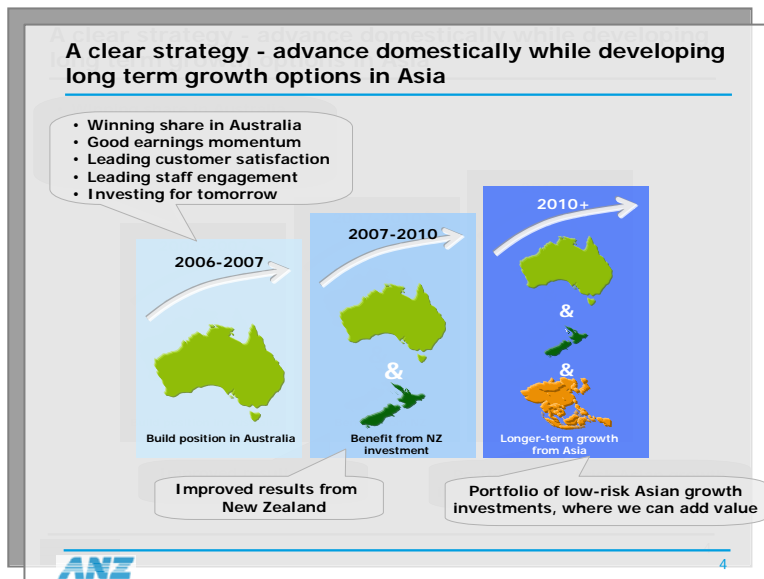 A clear strategy - advance domestically while developing
long term growth options in Asia
• Winning share in Australia
• Good earnings momentum
• Leading customer satisfaction
• Leading staff engagement
• Investing for tomorrow
2006-2007
Build position in Australia
2007-2010
&
Benefit from NZ
investment
2010+
&
&
Longer-term growth
from Asia
Improved results from
New Zealand
Portfolio of low-risk Asian growth
investments, where we can add value
ANZ
4